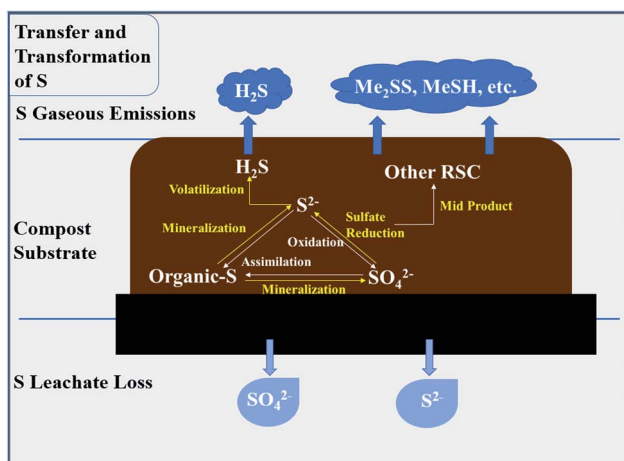 Transfer and
Transformation
of S
H₂S
Me₂SS, MeSH, etc.
S Gaseous Emissions
H₂S
Other RSC
Volatilization
S²⁻
Mid Product
Mineralization
Sulfate
Reduction
Oxidation
Compost
Substrate
Assimilation
Organic-S
SO₄²⁻
Mineralization
S Leachate Loss
SO₄²⁻
S²⁻